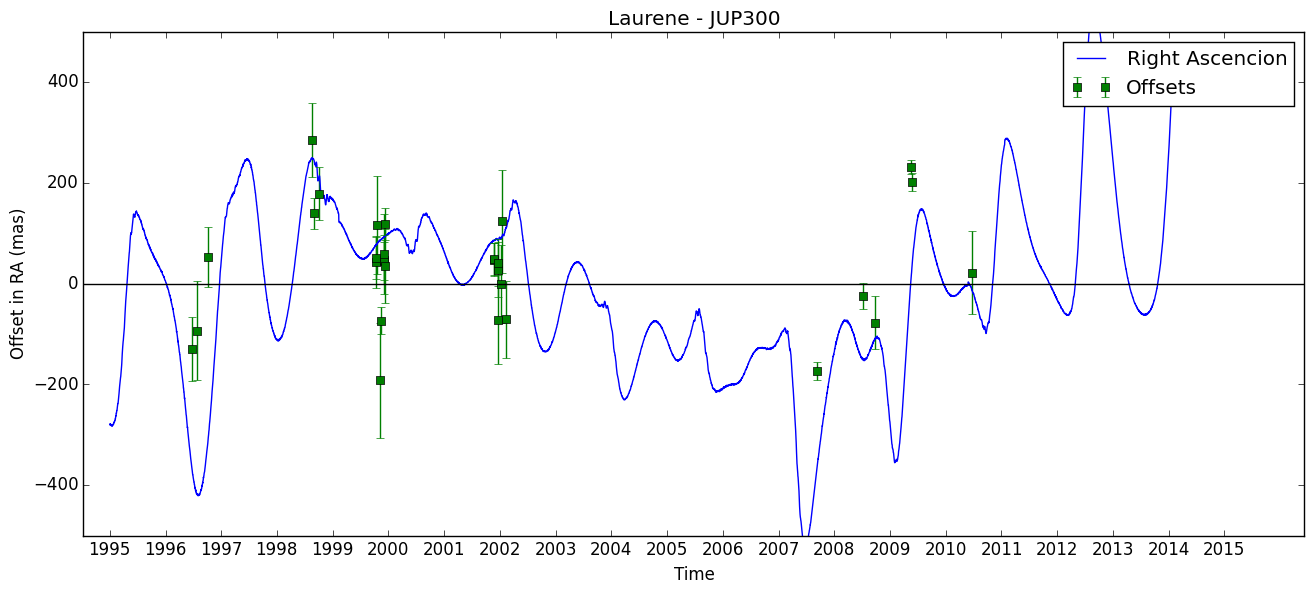 Laurene - JUP300
Right Ascencion
Offsets
Offset in RA (mas)
400
200
0
−200
−400
1995 1996 1997 1998 1999 2000 2001 2002 2003 2004 2005 2006 2007 2008 2009 2010 2011 2012 2013 2014 2015
Time